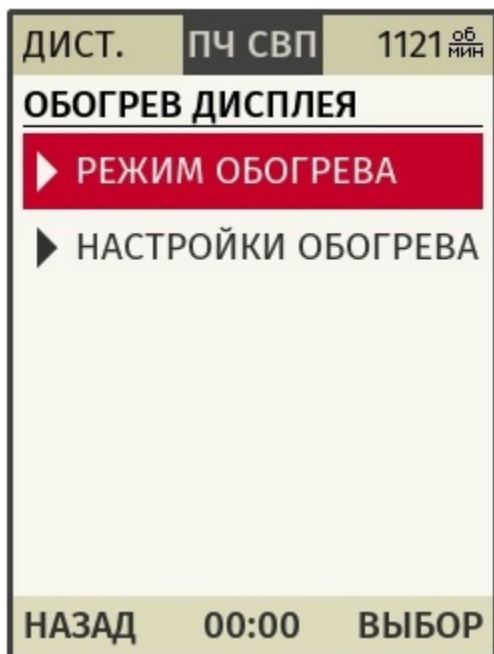 ДИСТ. ПЧ СВП 1121 об/мин
ОБОГРЕВ ДИСПЛЕЯ
РЕЖИМ ОБОГРЕВА
НАСТРОЙКИ ОБОГРЕВА
НАЗАД 00:00 ВЫБОР